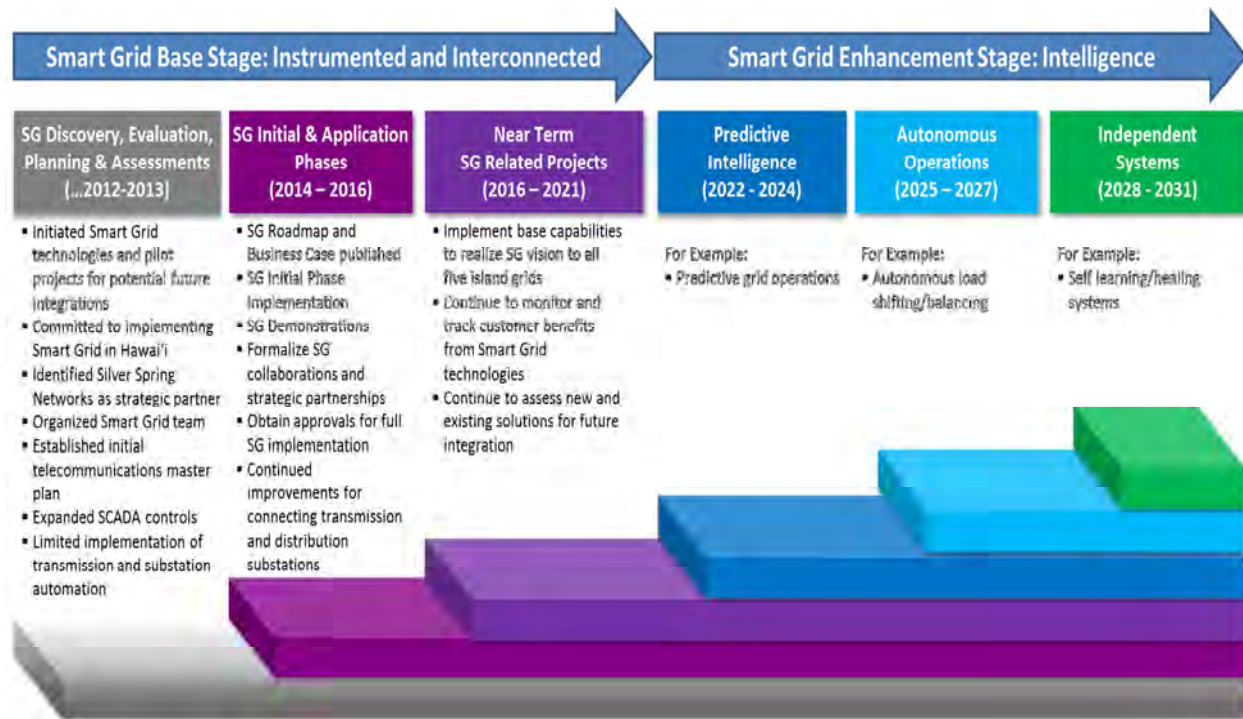 Smart Grid Base Stage: Instrumented and Interconnected
Smart Grid Enhancement Stage: Intelligence
SG Discovery, Evaluation,
Planning & Assessments
(...2012-2013)
▪ Initiated Smart Grid
technologies and pilot
projects for potential future
integrations
▪ Committed to implementing
Smart Grid in Hawai'i
▪ Identified Silver Spring
Networks as strategic partner
▪ Organized Smart Grid team
▪ Established initial
telecommunications master
plan
▪ Expanded SCADA controls
▪ Limited implementation of
transmission and substation
automation
SG Initial & Application
Phases
(2014 – 2016)
▪ SG Roadmap and
Business Case published
▪ SG Initial Phase
Implementation
▪ SG Demonstrations
▪ Formalize SG
collaborations and
strategic partnerships
▪ Obtain approvals for full
SG implementation
▪ Continued
improvements for
connecting transmission
and distribution
substations
Near Term
SG Related Projects
(2016 – 2021)
▪ Implement base capabilities
to realize SG vision to all
five island grids
▪ Continue to monitor and
track customer benefits
from Smart Grid
technologies
▪ Continue to assess new and
existing solutions for future
integration
Predictive
Intelligence
(2022 - 2024)
For Example:
▪ Predictive grid operations
Autonomous
Operations
(2025 – 2027)
For Example:
▪ Autonomous load
shifting/balancing
Independent
Systems
(2028 - 2031)
For Example:
▪ Self learning/healing
systems